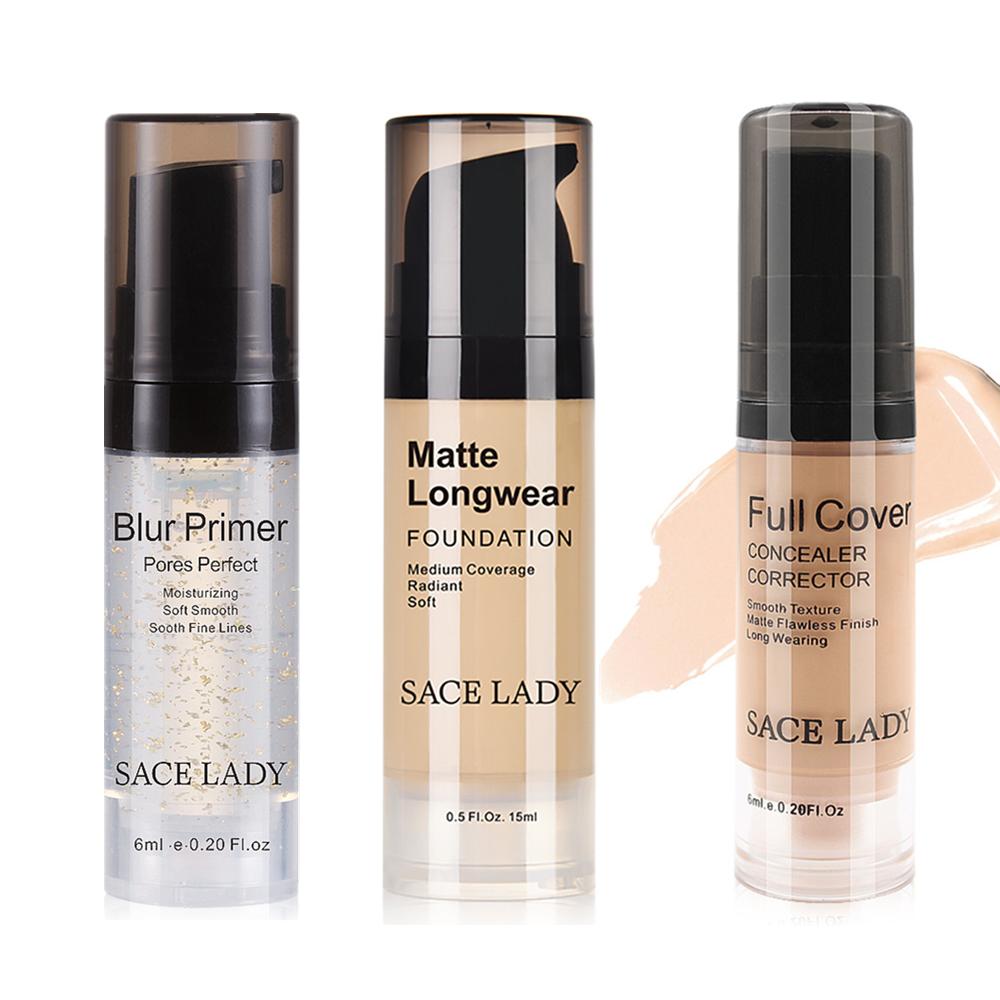 Blur Primer
Pores Perfect
Moisturizing
Soft Smooth
Sooth Fine Lines
SACE LADY
6ml ·e·0.20 Fl.oz
Matte
Longwear
FOUNDATION
Medium Coverage
Radiant
Soft
SACE LADY
0.5 Fl.Oz. 15ml
Full Cover
CONCEALER
CORRECTOR
Smooth Texture
Matte Flawless Finish
Long Wearing
SACE LADY
6ml.e.0.20Fl.Oz